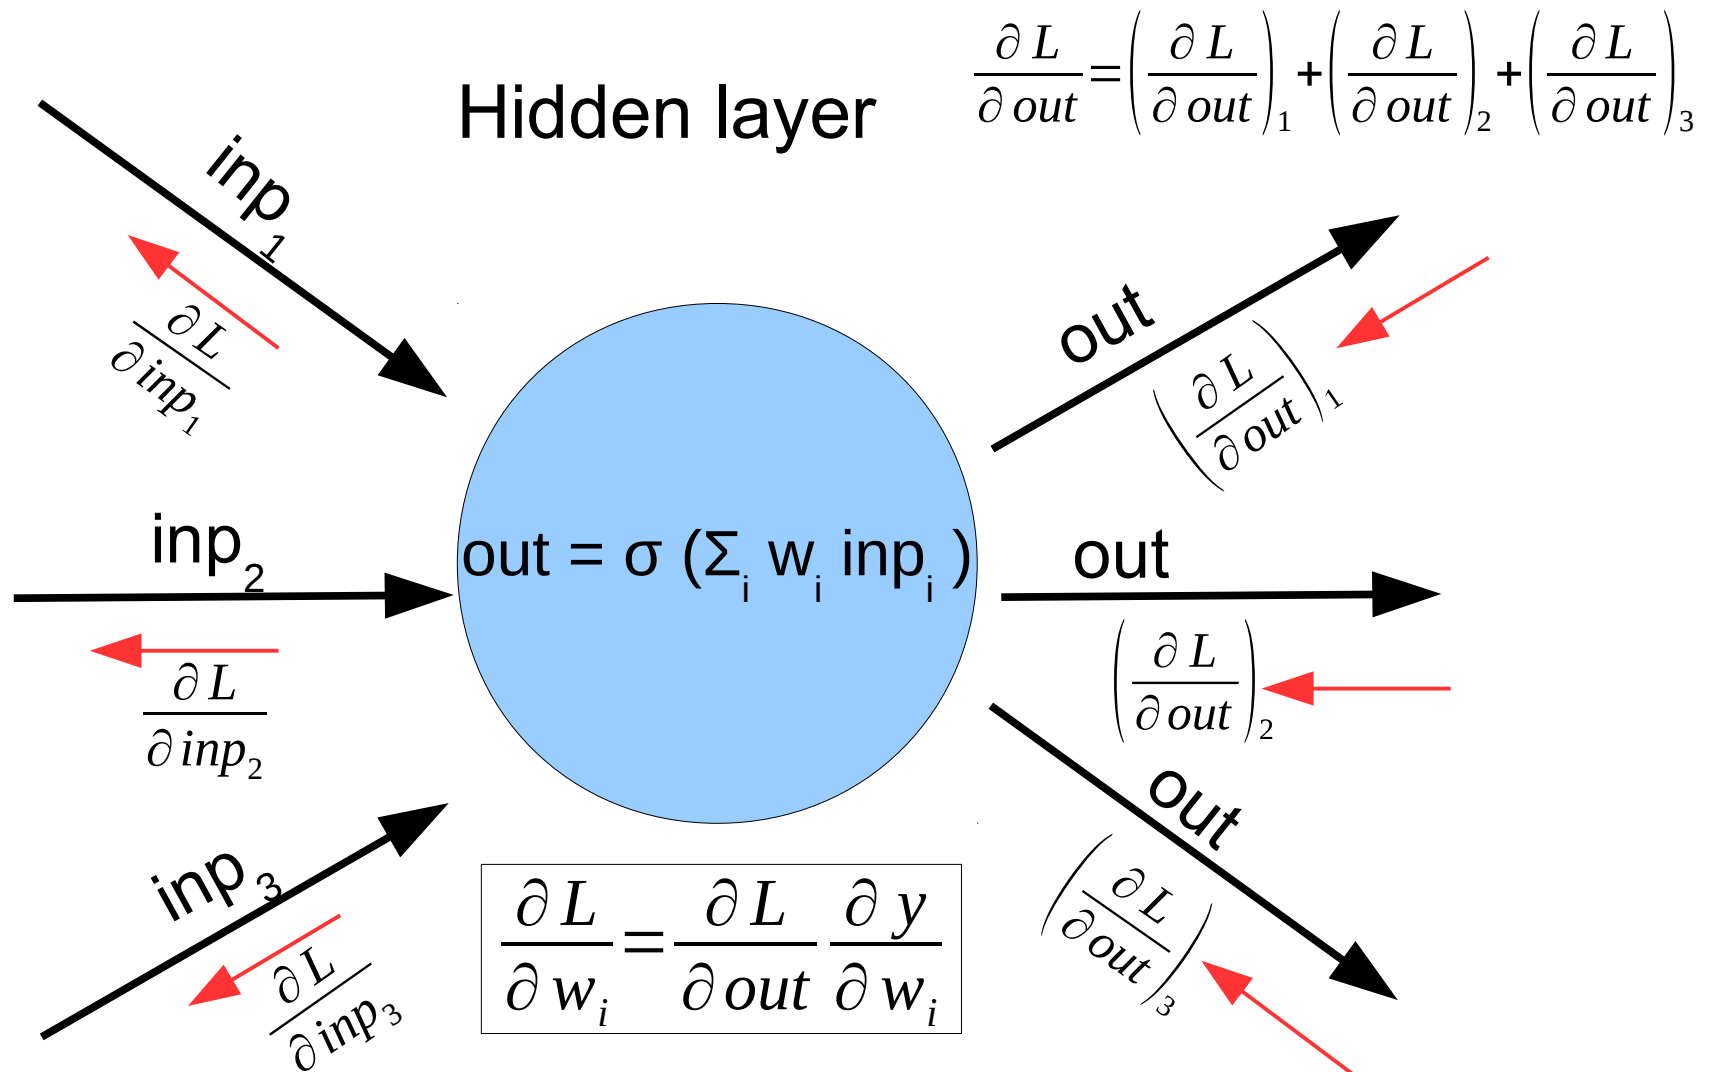 Hidden layer
∂L/∂out = (∂L/∂out)₁ + (∂L/∂out)₂ + (∂L/∂out)₃
inp₁
∂L/∂inp₁
out
(∂L/∂out)₁
inp₂
∂L/∂inp₂
out = σ (Σᵢ wᵢ inpᵢ )
out
(∂L/∂out)₂
inp₃
∂L/∂inp₃
∂L/∂wᵢ = ∂L/∂out ∂y/∂wᵢ
out
(∂L/∂out)₃